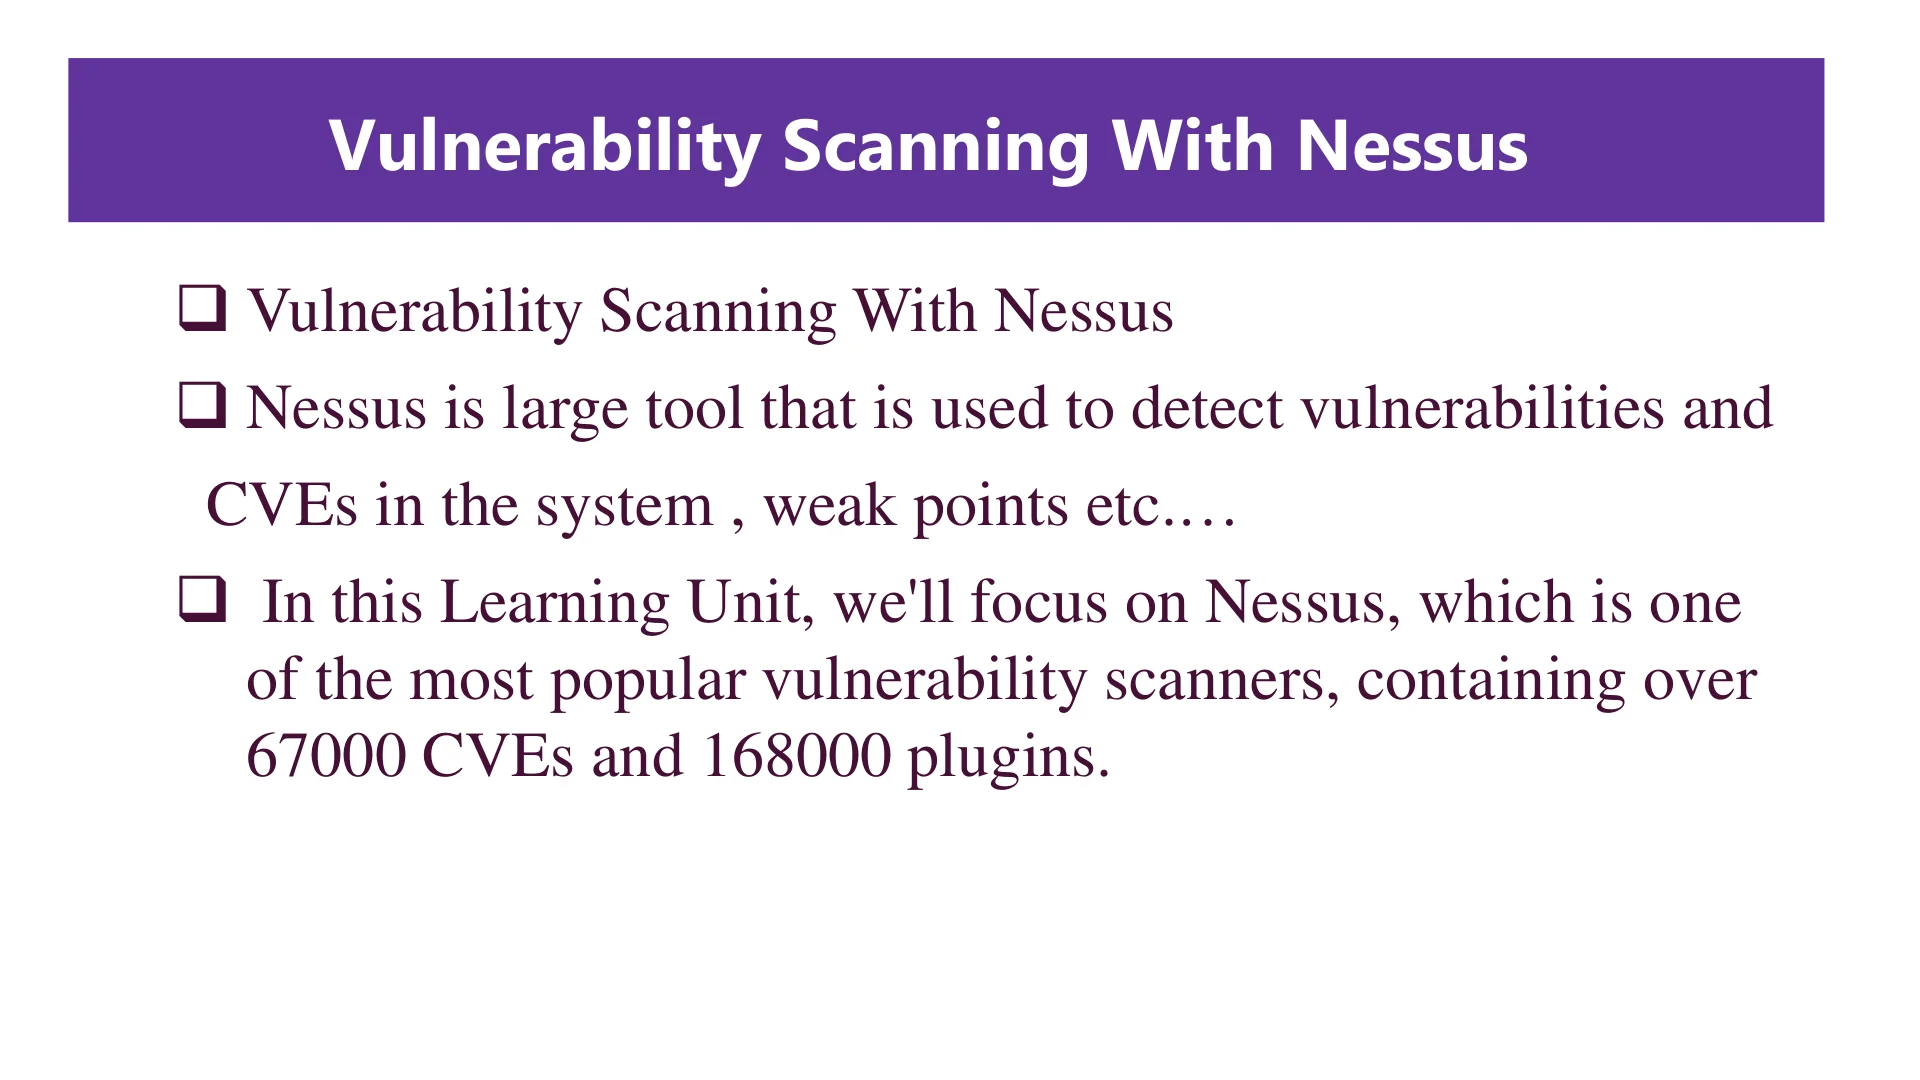 Vulnerability Scanning With Nessus
Vulnerability Scanning With Nessus
Nessus is large tool that is used to detect vulnerabilities and
CVEs in the system , weak points etc.…
In this Learning Unit, we'll focus on Nessus, which is one
of the most popular vulnerability scanners, containing over
67000 CVEs and 168000 plugins.